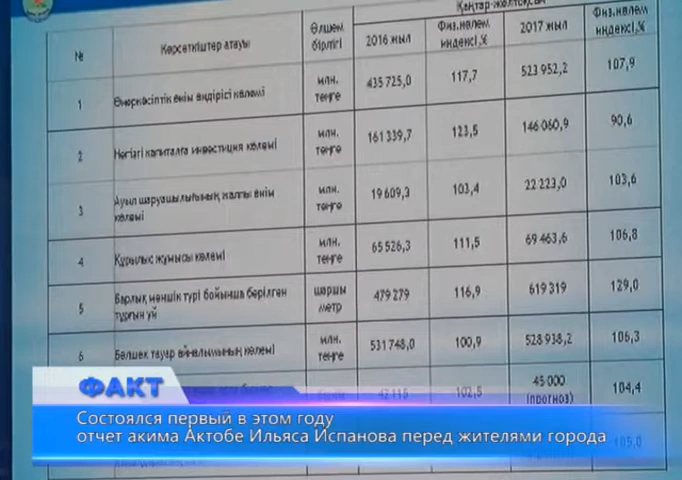 Қаңтар-желтоқсан
№ Көрсеткіштер атауы Өлшем бірлігі 2016 жыл Физ.көлем индексі,% 2017 жыл Физ.көлем индексі,%
1 Өнеркәсіптік өнім өндірісі көлемі млн. теңге 435 725,0 117,7 523 952,2 107,9
2 Негізгі капиталға инвестиция көлемі млн. теңге 161 339,7 123,5 146 060,9 90,6
3 Ауыл шаруашылығының жалпы өнім көлемі млн. теңге 19 609,3 103,4 22 223,0 103,6
4 Құрылыс жұмысы көлемі млн. теңге 65 526,3 111,5 69 463,6 106,8
5 Барлық меншік түрі бойынша берілген тұрғын үй шаршы метр 479 279 116,9 619 319 129,0
6 Бөлшек тауар айналымының көлемі млн. теңге 531 748,0 100,9 528 938,2 106,3
42 115 102,5 45 000 (прогноз) 104,4
105,0
ФАКТ
Состоялся первый в этом году
отчет акима Актобе Ильяса Испанова перед жителями города